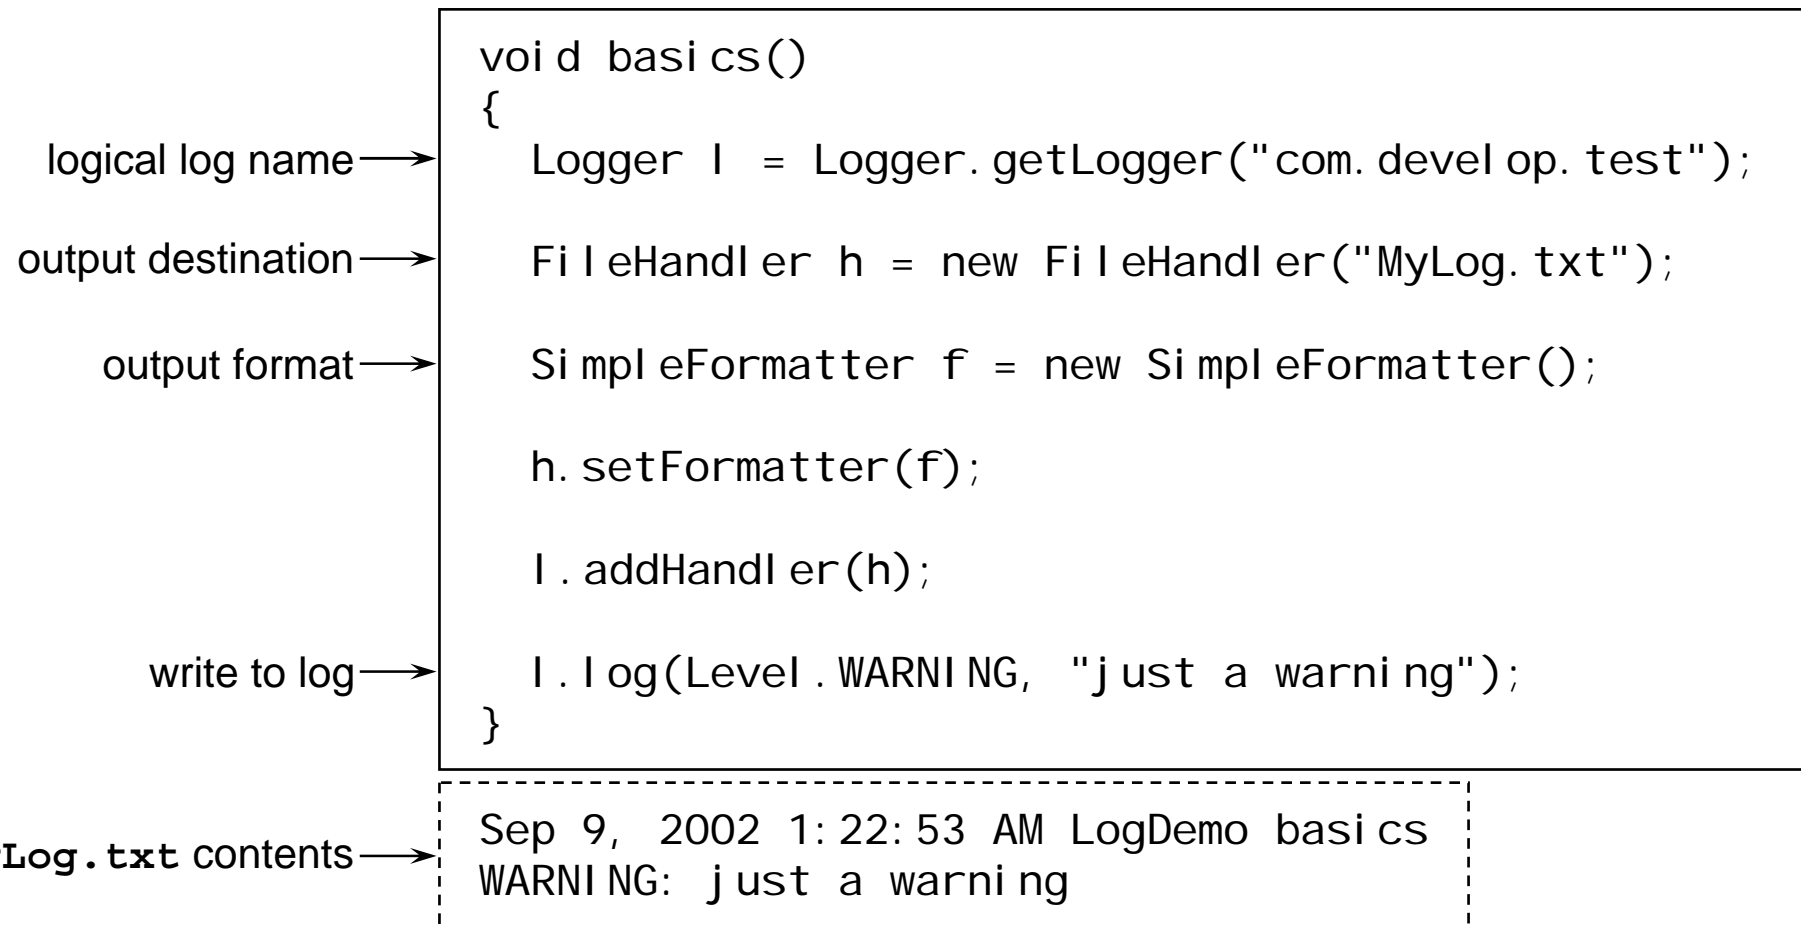 void basics()
{
logical log name Logger l = Logger.getLogger("com.develop.test");
output destination FileHandler h = new FileHandler("MyLog.txt");
output format SimpleFormatter f = new SimpleFormatter();
h.setFormatter(f);
l.addHandler(h);
write to log l.log(Level.WARNING, "just a warning");
}
Sep 9, 2002 1:22:53 AM LogDemo basics
Log.txt contents
WARNING: just a warning